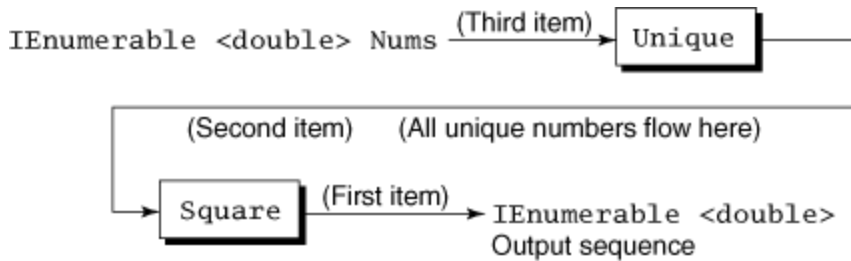 IEnumerable <double> Nums (Third item) Unique
(Second item) (All unique numbers flow here)
Square (First item) IEnumerable <double>
Output sequence